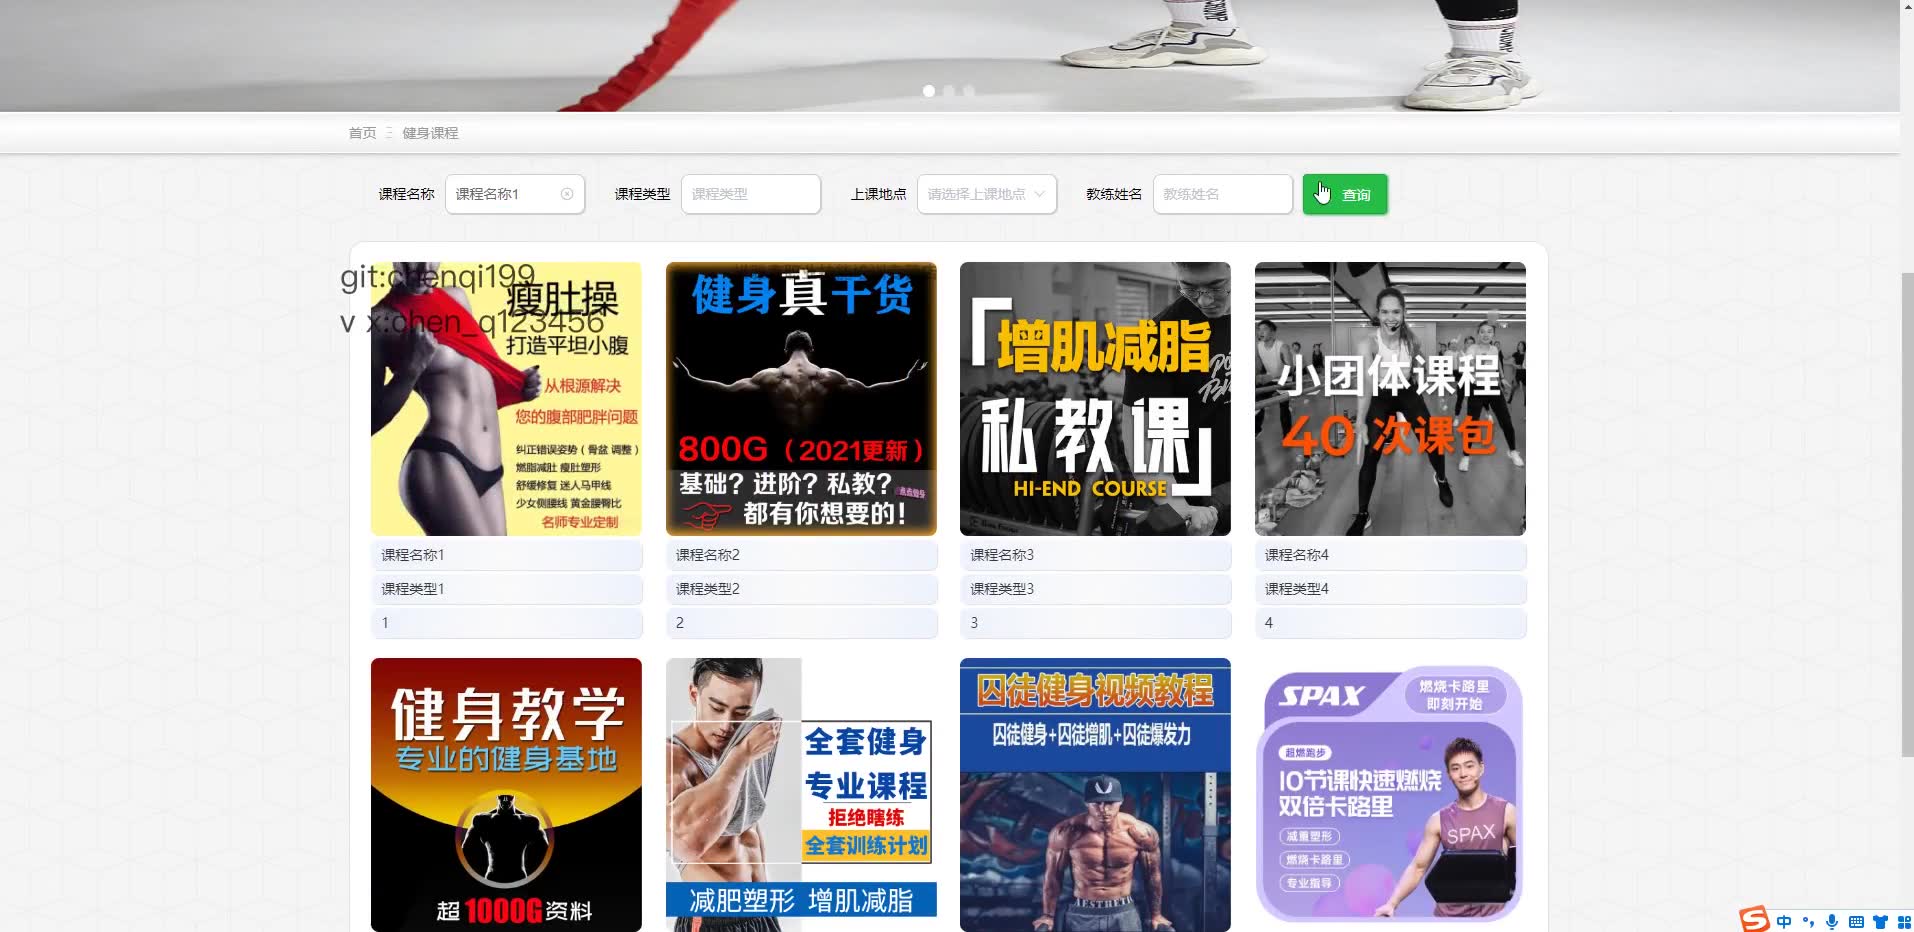 首页
健身课程
课程名称
课程名称1
课程类型
课程类型
上课地点
请选择上课地点
教练姓名
教练姓名
查询
git:chenqi199
v x:chen_q123456
瘦肚操
打造平坦小腹
从根源解决
您的腹部肥胖问题
纠正错误姿势(骨盆 调整)
燃脂减肚 瘦肚塑形
舒缓修复 迷人马甲线
少女侧腰线 黄金腰臀比
名师专业定制
健身真干货
800G(2021更新)
基础?进阶?私教?
都有你想要的!
「增肌减脂
私教课」
HI-END COURSE
小团体课程
40次课包
课程名称1
课程名称2
课程名称3
课程名称4
课程类型1
课程类型2
课程类型3
课程类型4
1
2
3
4
健身教学
专业的健身基地
超1000G资料
全套健身
专业课程
拒绝瞎练
全套训练计划
减肥塑形 增肌减脂
囚徒健身视频教程
囚徒健身+囚徒增肌+囚徒爆发力
AESTHETIC
SPAX
燃烧卡路里
即刻开始
超燃跑步
10节课快速燃烧
双倍卡路里
减重塑形
燃烧卡路里
专业指导
SPAX
S中